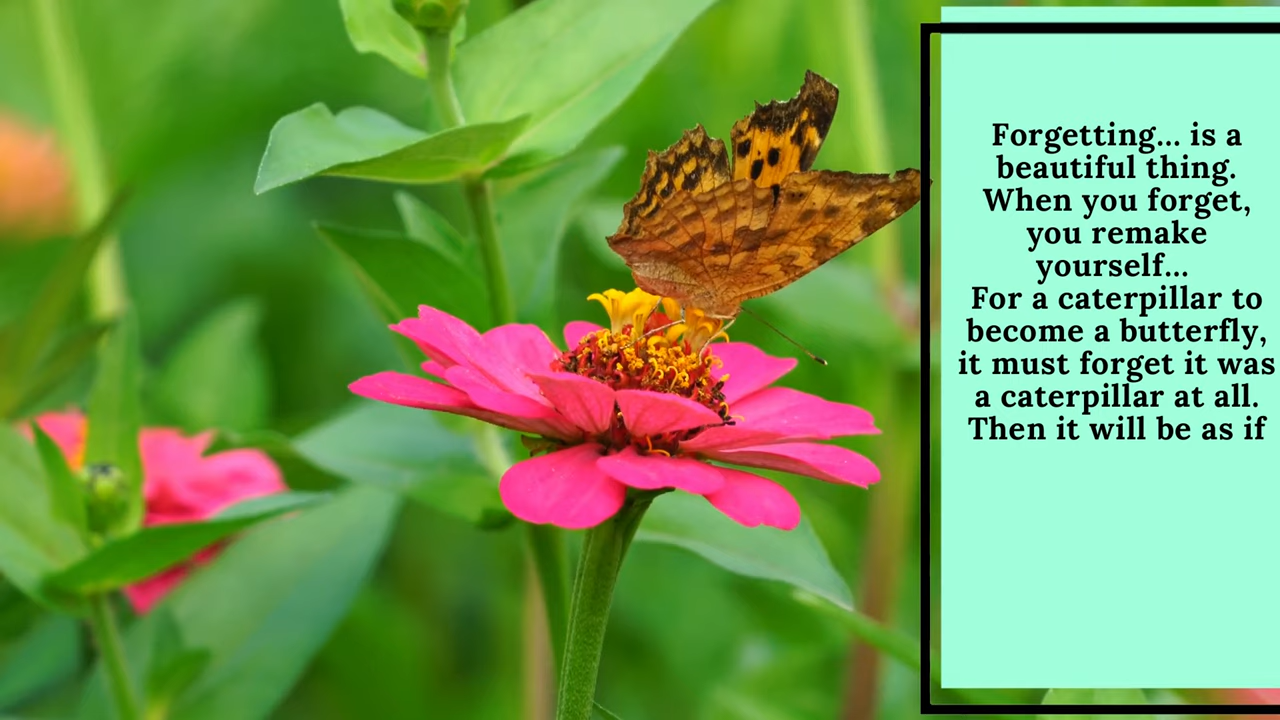 Forgetting... is a
beautiful thing.
When you forget,
you remake
yourself...
For a caterpillar to
become a butterfly,
it must forget it was
a caterpillar at all.
Then it will be as if